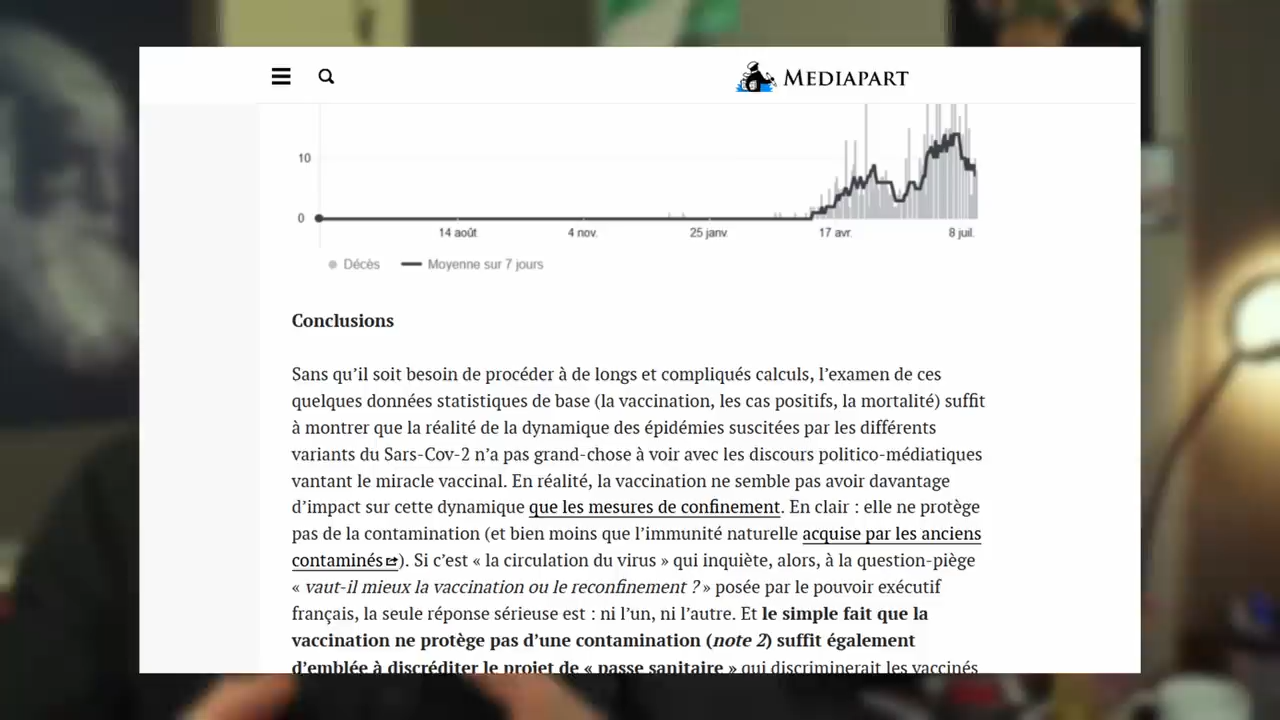 MEDIAPART
10
0
14 août
4 nov.
25 janv
17 avr.
8 juil.
Décès
Moyenne sur 7 jours
Conclusions
Sans qu'il soit besoin de procéder à de longs et compliqués calculs, l'examen de ces
quelques données statistiques de base (la vaccination, les cas positifs, la mortalité) suffit
à montrer que la réalité de la dynamique des épidémies suscitées par les différents
variants du Sars-Cov-2 n'a pas grand-chose à voir avec les discours politico-médiatiques
vantant le miracle vaccinal. En réalité, la vaccination ne semble pas avoir davantage
d'impact sur cette dynamique que les mesures de confinement. En clair : elle ne protège
pas de la contamination (et bien moins que l'immunité naturelle acquise par les anciens
contaminés). Si c'est « la circulation du virus » qui inquiète, alors, à la question-piège
« vaut-il mieux la vaccination ou le reconfinement ? » posée par le pouvoir exécutif
français, la seule réponse sérieuse est : ni l'un, ni l'autre. Et le simple fait que la
vaccination ne protège pas d'une contamination (note 2) suffit également
d'emblée à discréditer le projet de « passe sanitaire » qui discriminerait les vaccinés